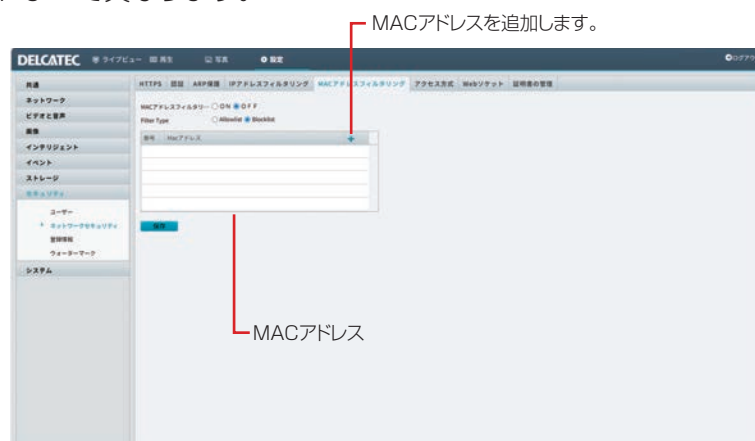 MACアドレスを追加します。
DELCATEC ライブビュー 再生 写真 設定 ログアウ
共通
ネットワーク
ビデオと音声
画像
インテリジェント
イベント
ストレージ
セキュリティ
ユーザー
ネットワークセキュリティ
登録情報
ウォーターマーク
システム
HTTPS 認証 ARP保護 IPアドレスフィルタリング MACアドレスフィルタリング アクセス方式 Webソケット 証明書の管理
MACアドレスフィルタリー ON OFF
Filter Type Allowlist Blocklist
番号 Macアドレス +
保存
MACアドレス